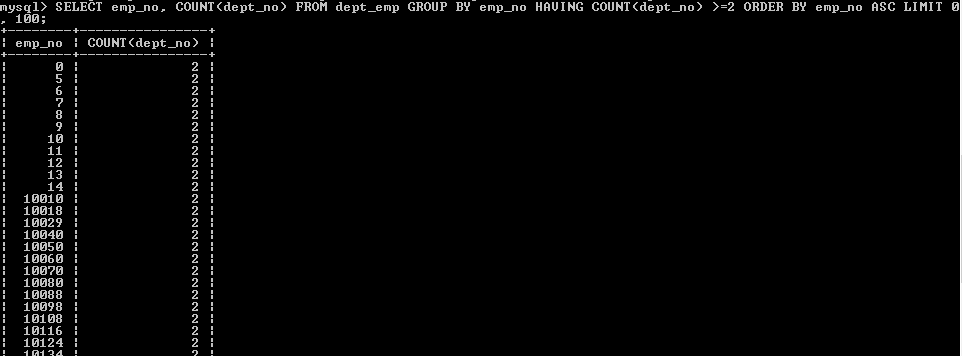 mysql> SELECT emp_no, COUNT(dept_no) FROM dept_emp GROUP BY emp_no HAVING COUNT(dept_no) >=2 ORDER BY emp_no ASC LIMIT 0
, 100;
+--------+----------------+
| emp_no | COUNT(dept_no) |
+--------+----------------+
| 0 | 2 |
| 5 | 2 |
| 6 | 2 |
| 7 | 2 |
| 8 | 2 |
| 9 | 2 |
| 10 | 2 |
| 11 | 2 |
| 12 | 2 |
| 13 | 2 |
| 14 | 2 |
| 10010 | 2 |
| 10018 | 2 |
| 10029 | 2 |
| 10040 | 2 |
| 10050 | 2 |
| 10060 | 2 |
| 10070 | 2 |
| 10080 | 2 |
| 10088 | 2 |
| 10098 | 2 |
| 10108 | 2 |
| 10116 | 2 |
| 10124 | 2 |
| 10134 | 2 |